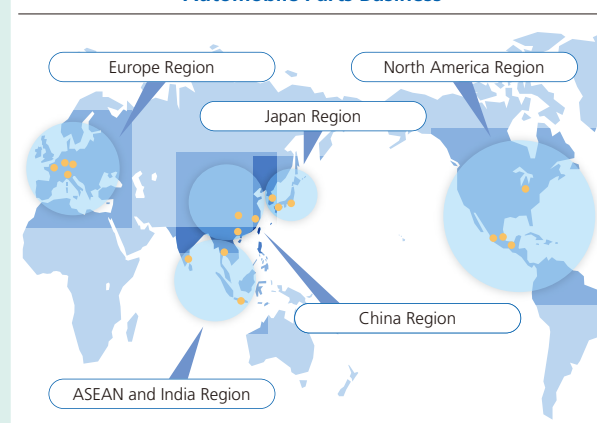 Automobile Parts Business
Europe Region
North America Region
Japan Region
China Region
ASEAN and India Region